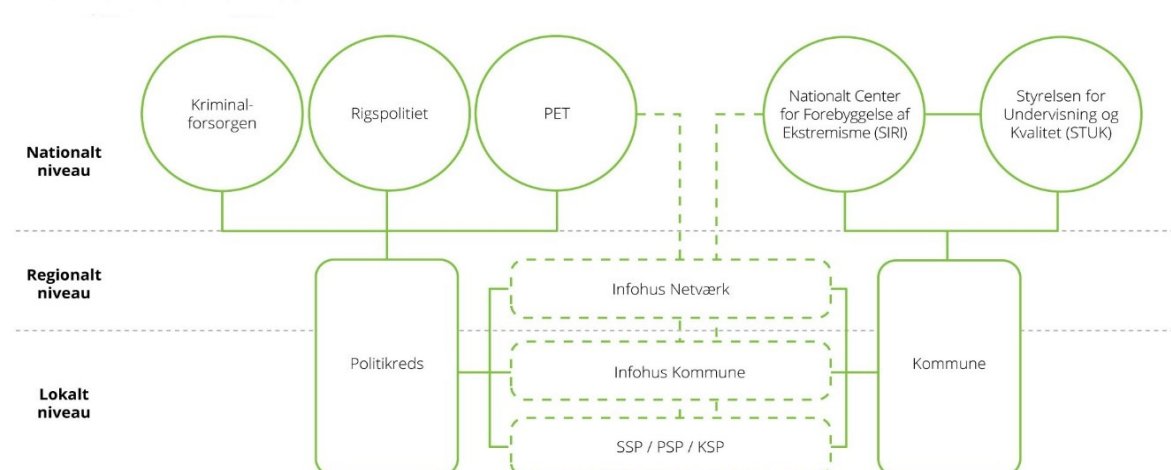 Kriminal-
forsorgen
Rigspolitiet
PET
Nationalt Center
for Forebyggelse af
Ekstremisme (SIRI)
Styrelsen for
Undervisning og
Kvalitet (STUK)
Nationalt
niveau
Regionalt
niveau
Infohus Netværk
Politikreds
Infohus Kommune
Kommune
Lokalt
niveau
SSP / PSP / KSP